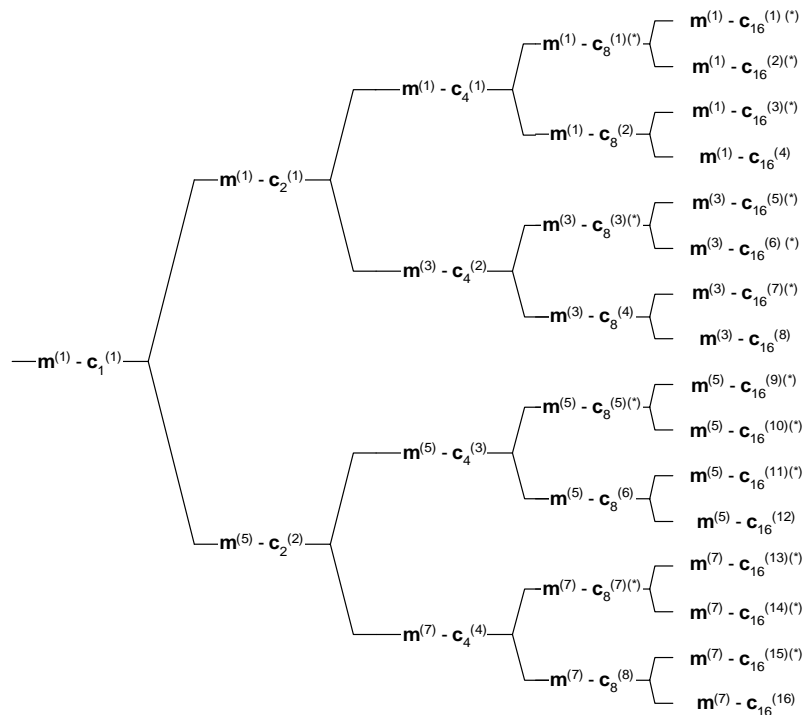 m(1) - c16(1) (*)
m(1) - c8(1)(*)
m(1) - c16(2)(*)
m(1) - c4(1)
m(1) - c16(3)(*)
m(1) - c8(2)
m(1) - c16(4)
m(1) - c2(1)
m(3) - c16(5)(*)
m(3) - c8(3)(*)
m(3) - c16(6) (*)
m(3) - c4(2)
m(3) - c16(7)(*)
m(3) - c8(4)
m(3) - c16(8)
m(1) - c1(1)
m(5) - c16(9)(*)
m(5) - c8(5)(*)
m(5) - c16(10)(*)
m(5) - c4(3)
m(5) - c16(11)(*)
m(5) - c8(6)
m(5) - c16(12)
m(5) - c2(2)
m(7) - c16(13)(*)
m(7) - c8(7)(*)
m(7) - c16(14)(*)
m(7) - c4(4)
m(7) - c16(15)(*)
m(7) - c8(8)
m(7) - c16(16)